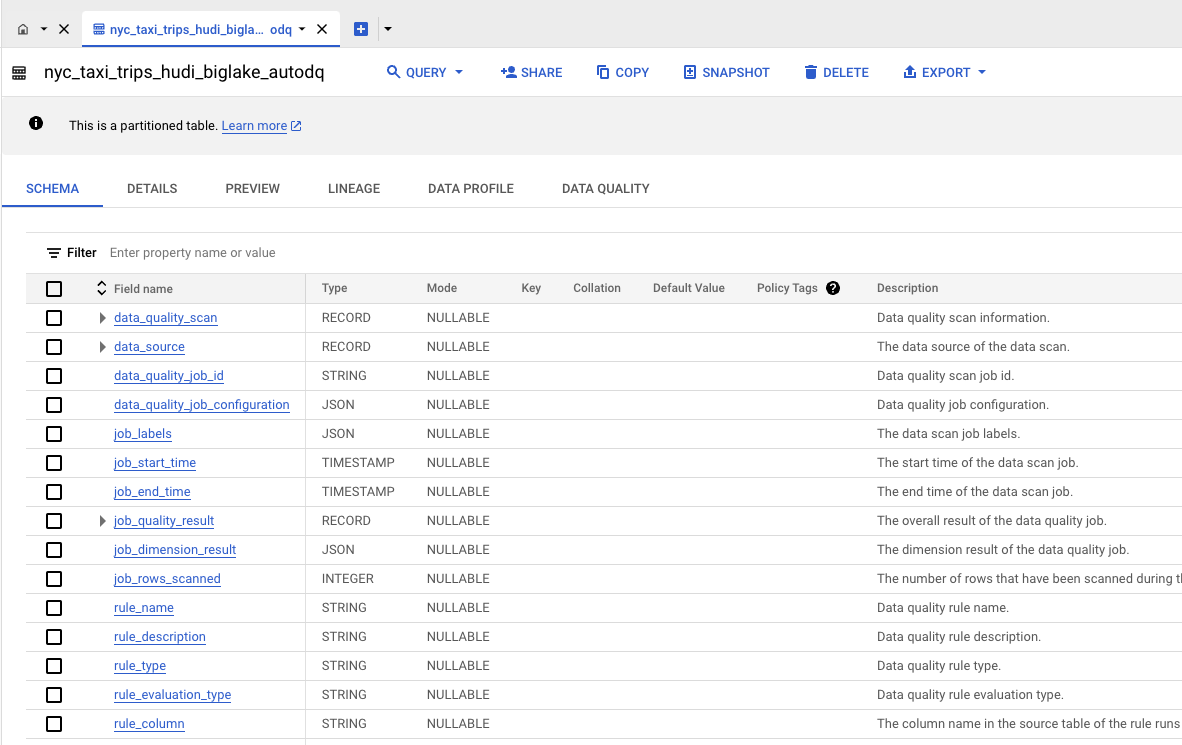 nyc_taxi_trips_hudi_bigla... odq
nyc_taxi_trips_hudi_biglake_autodq QUERY SHARE COPY SNAPSHOT DELETE EXPORT
This is a partitioned table. Learn more
SCHEMA DETAILS PREVIEW LINEAGE DATA PROFILE DATA QUALITY
Filter Enter property name or value
Field name Type Mode Key Collation Default Value Policy Tags ? Description
data_quality_scan RECORD NULLABLE Data quality scan information.
data_source RECORD NULLABLE The data source of the data scan.
data_quality_job_id STRING NULLABLE Data quality scan job id.
data_quality_job_configuration JSON NULLABLE Data quality job configuration.
job_labels JSON NULLABLE The data scan job labels.
job_start_time TIMESTAMP NULLABLE The start time of the data scan job.
job_end_time TIMESTAMP NULLABLE The end time of the data scan job.
job_quality_result RECORD NULLABLE The overall result of the data quality job.
job_dimension_result JSON NULLABLE The dimension result of the data quality job.
job_rows_scanned INTEGER NULLABLE The number of rows that have been scanned during
rule_name STRING NULLABLE Data quality rule name.
rule_description STRING NULLABLE Data quality rule description.
rule_type STRING NULLABLE Data quality rule type.
rule_evaluation_type STRING NULLABLE Data quality rule evaluation type.
rule_column STRING NULLABLE The column name in the source table of the rule runs